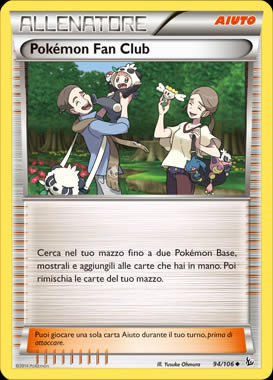 ALLENATORE
AIUTO
Pokémon Fan Club
Cerca nel tuo mazzo fino a due Pokémon Base,
mostrali e aggiungili alle carte che hai in mano. Poi
rimischia le carte del tuo mazzo.
Puoi giocare una sola carta Aiuto durante il tuo turno, prima di
attaccare.
©2014 Pokémon
Ill. Yusuke Ohmura
94/106